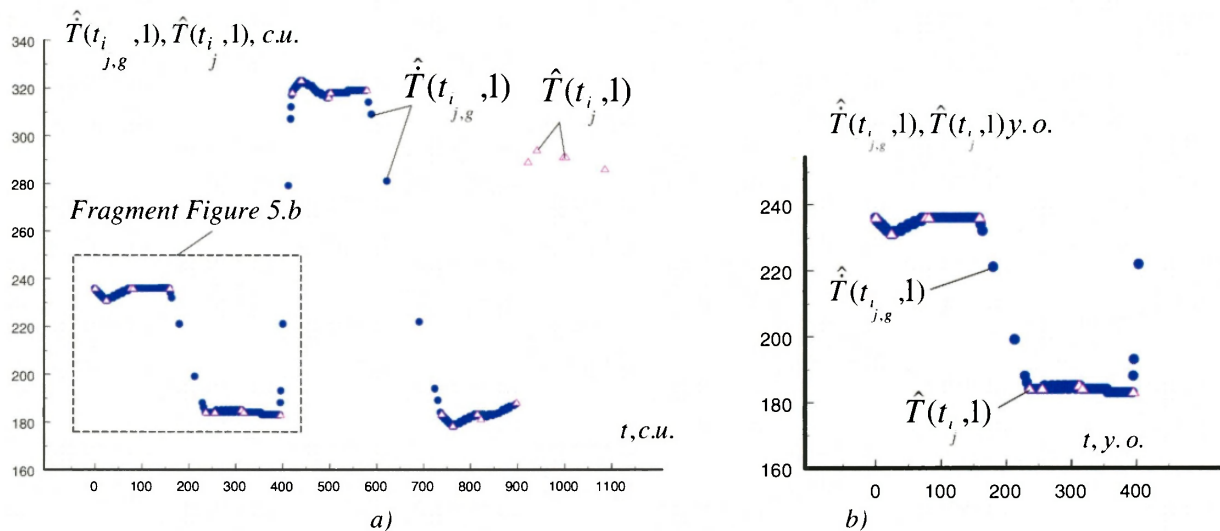 T̂̇(t_{i_{j,g}},1), T̂(t_{i_j},1), c.u.
340
320
300
280
260
240
220
200
180
160
T̂̇(t_{i_{j,g}},1)
T̂(t_{i_j},1)
Fragment Figure 5.b
t,c.u.
0 100 200 300 400 500 600 700 800 900 1000 1100
a)
T̂̇(t_{i_{j,g}},1), T̂(t_{i_j},1) y. o.
240
220
200
180
160
T̂̇(t_{i_{j,g}},1)
T̂(t_{i_j},1)
t, y. o.
0 100 200 300 400
b)